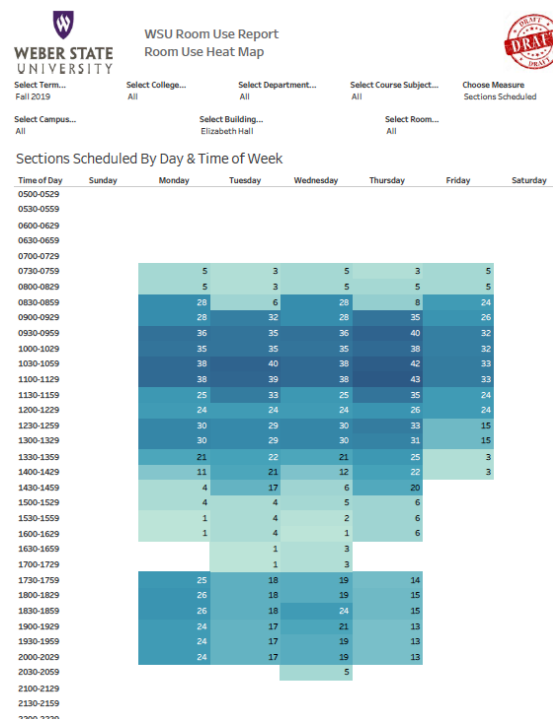 WSU Room Use Report
Room Use Heat Map
WEBER STATE
UNIVERSITY
DRAFT
DRAFT
DRAFT
Select Term... Select College... Select Department... Select Course Subject... Choose Measure
Fall 2019 All All All Sections Scheduled
Select Campus... Select Building... Select Room...
All Elizabeth Hall All
Sections Scheduled By Day & Time of Week
Time of Day Sunday Monday Tuesday Wednesday Thursday Friday Saturday
0500-0529
0530-0559
0600-0629
0630-0659
0700-0729
0730-0759 5 3 5 3 5
0800-0829 5 3 5 5 5
0830-0859 28 6 28 8 24
0900-0929 28 32 28 35 26
0930-0959 36 35 36 40 32
1000-1029 35 35 35 38 32
1030-1059 38 40 38 42 33
1100-1129 38 39 38 43 33
1130-1159 25 33 25 35 24
1200-1229 24 24 24 26 24
1230-1259 30 29 30 33 15
1300-1329 30 29 30 31 15
1330-1359 21 22 21 25 3
1400-1429 11 21 12 22 3
1430-1459 4 17 6 20
1500-1529 4 4 5 6
1530-1559 1 4 2 6
1600-1629 1 4 1 6
1630-1659 1 3
1700-1729 1 3
1730-1759 25 18 19 14
1800-1829 26 18 19 15
1830-1859 26 18 24 15
1900-1929 24 17 21 13
1930-1959 24 17 19 13
2000-2029 24 17 19 13
2030-2059 5
2100-2129
2130-2159
2200-2229